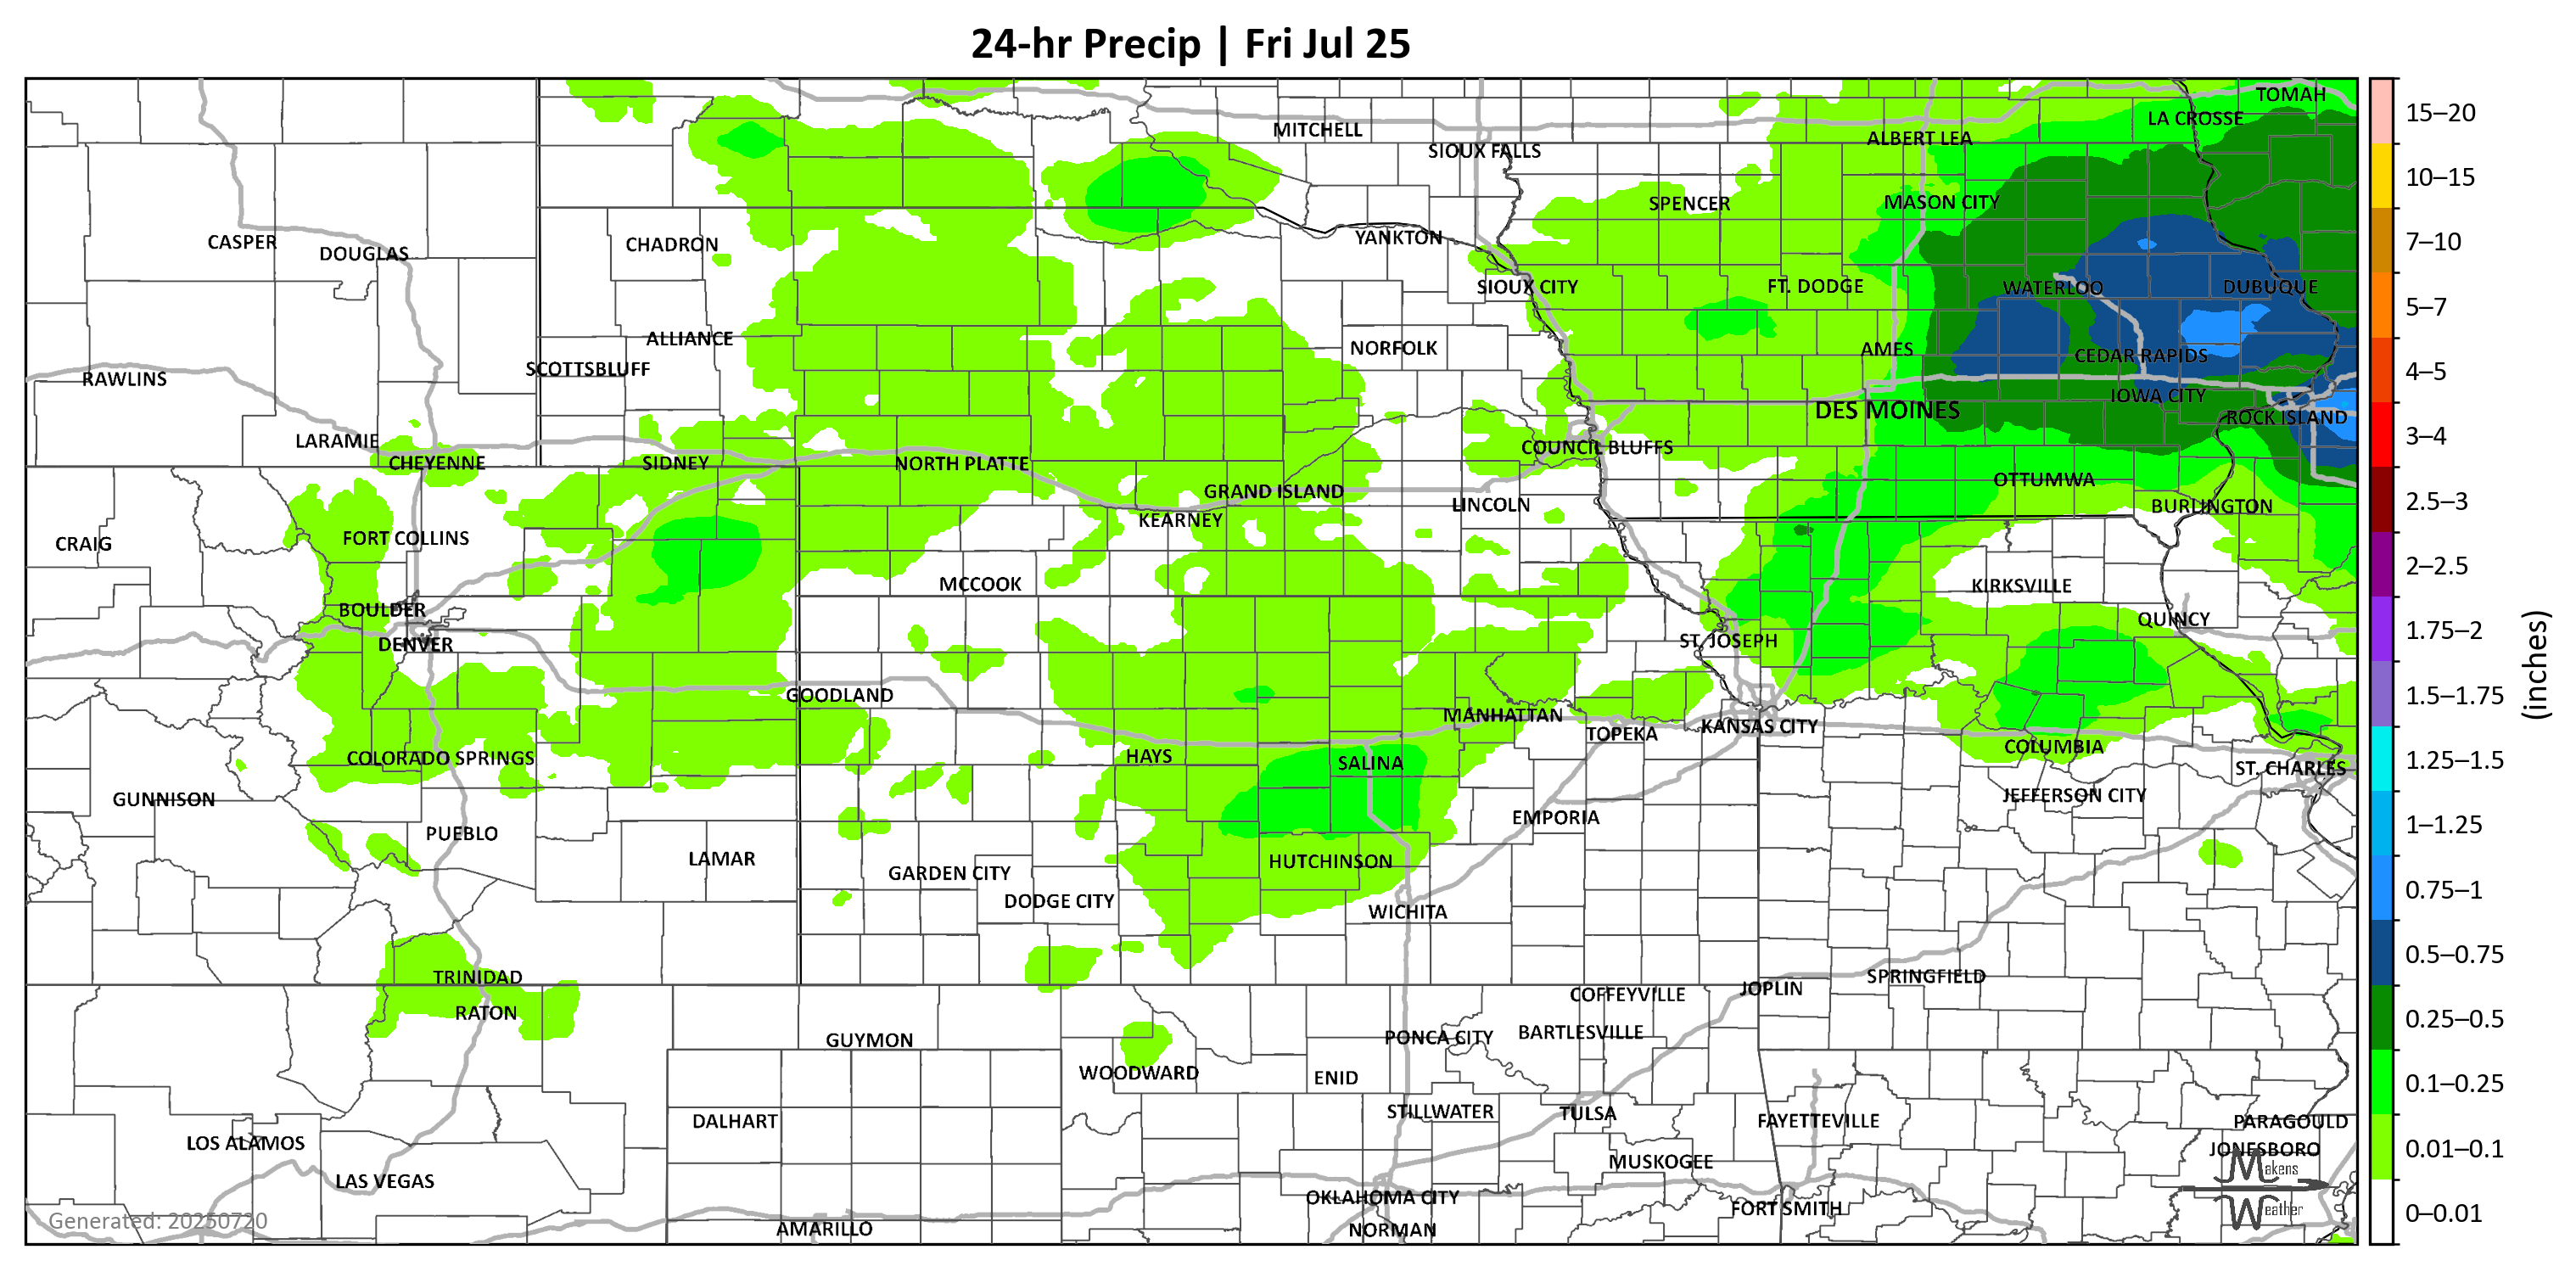 24-hr Precip | Fri Jul 25
TOMAH
LA CROSSE
MITCHELL
ALBERT LEA
SIOUX FALLS
SPENCER
MASON CITY
YANKTON
CASPER
CHADRON
DOUGLAS
SIOUX CITY
FT. DODGE
WATERLOO
DUBUQUE
ALLIANCE
NORFOLK
AMES
CEDAR RAPIDS
SCOTTSBLUFF
RAWLINS
IOWA CITY
DES MOINES
ROCK ISLAND
LARAMIE
COUNCIL BLUFFS
CHEYENNE
SIDNEY
NORTH PLATTE
OTTUMWA
GRAND ISLAND
LINCOLN
BURLINGTON
KEARNEY
FORT COLLINS
CRAIG
MCCOOK
KIRKSVILLE
BOULDER
QUINCY
DENVER
ST. JOSEPH
GOODLAND
MANHATTAN
KANSAS CITY
TOPEKA
COLUMBIA
HAYS
COLORADO SPRINGS
SALINA
ST. CHARLES
JEFFERSON CITY
GUNNISON
EMPORIA
PUEBLO
LAMAR
HUTCHINSON
GARDEN CITY
DODGE CITY
WICHITA
TRINIDAD
SPRINGFIELD
JOPLIN
COFFEYVILLE
RATON
BARTLESVILLE
PONCA CITY
GUYMON
WOODWARD
ENID
STILLWATER
TULSA
DALHART
FAYETTEVILLE
PARAGOULD
LOS ALAMOS
JONESBORO
MUSKOGEE
LAS VEGAS
OKLAHOMA CITY
FORT SMITH
AMARILLO
NORMAN
Makens
Weather
Generated: 20250720
15–20
10–15
7–10
5–7
4–5
3–4
2.5–3
2–2.5
1.75–2
1.5–1.75
1.25–1.5
1–1.25
0.75–1
0.5–0.75
0.25–0.5
0.1–0.25
0.01–0.1
0–0.01
(inches)